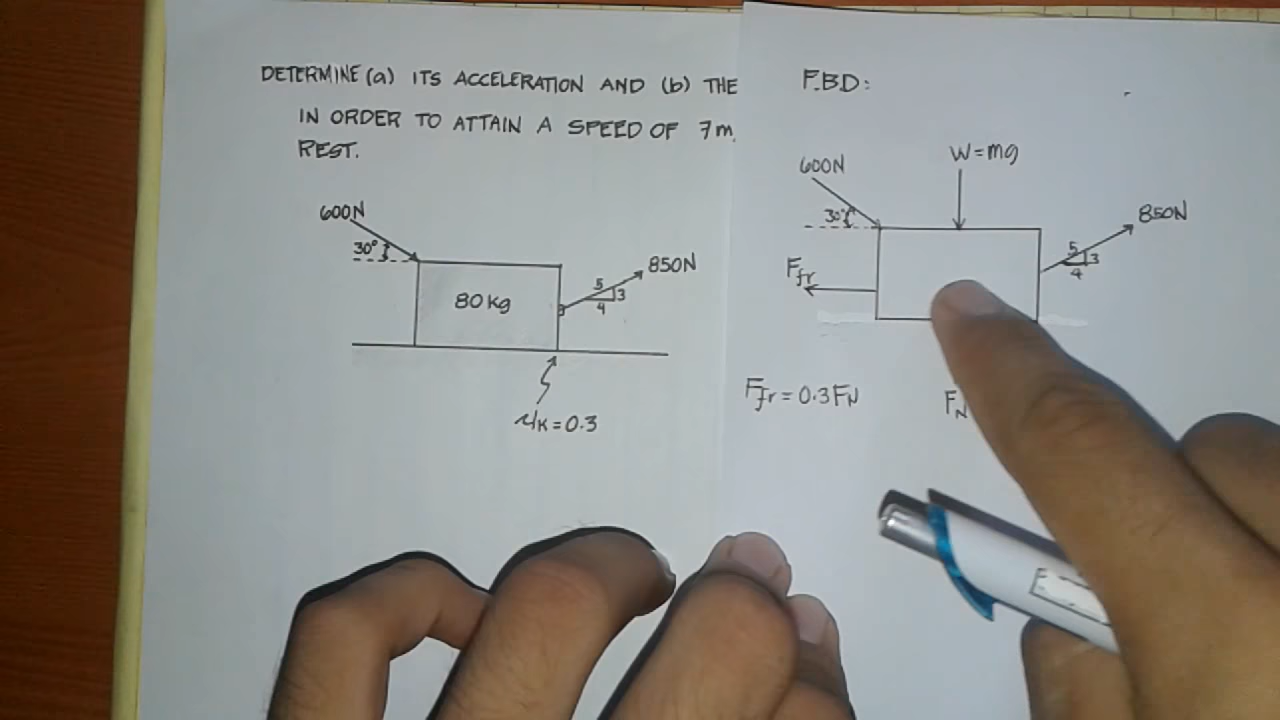 DETERMINE (a) ITS ACCELERATION AND (b) THE
IN ORDER TO ATTAIN A SPEED OF 7m
REST.
600N
30°
80 Kg
5
3
4
850N
μk = 0.3
F.B.D:
600N
30°
W = mg
Ffr
5
3
4
850N
Ffr = 0.3FN
FN